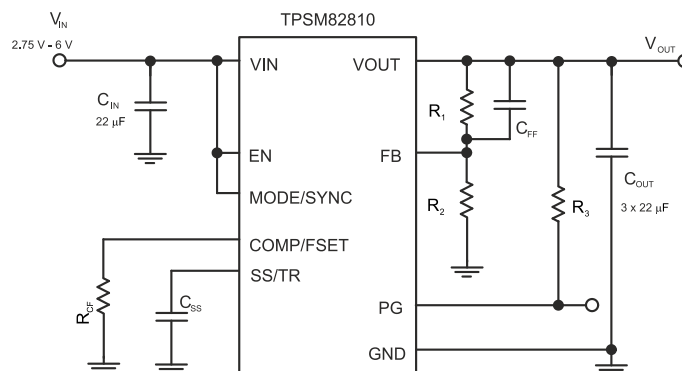 TPSM82810
V_IN
2.75 V - 6 V
VIN
VOUT
V_OUT
C_IN
22 µF
R_1
C_FF
EN
FB
MODE/SYNC
R_2
R_3
C_OUT
3 x 22 µF
COMP/FSET
SS/TR
R_CF
C_SS
PG
GND